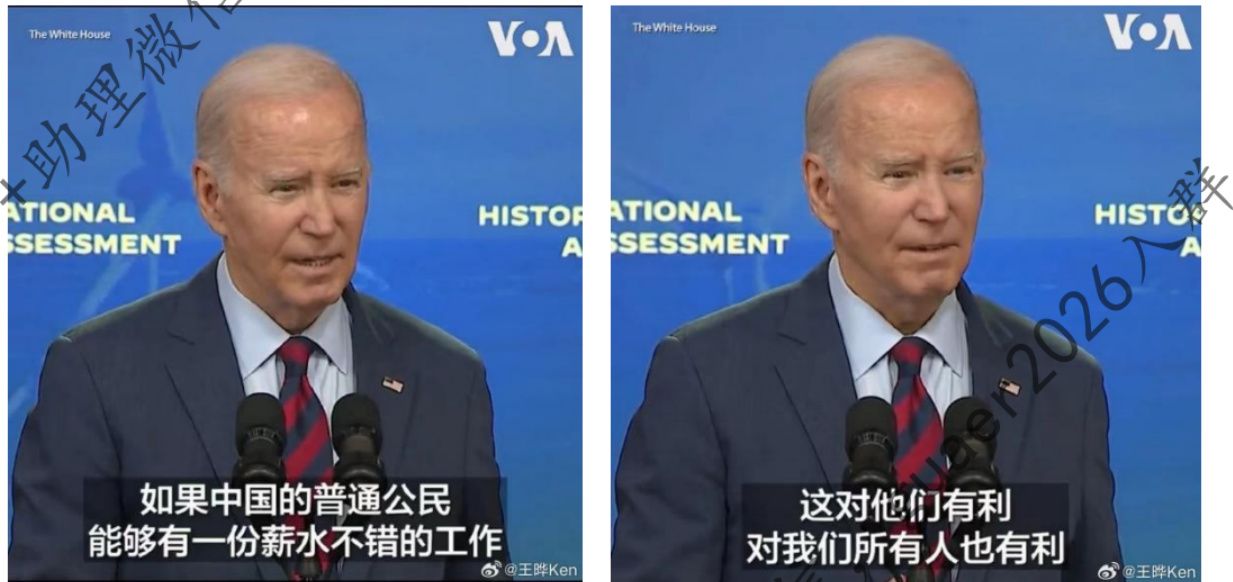 The White House
VOA
ATIONAL
SSESSMENT
HISTOR
A
如果中国的普通公民
能够有一份薪水不错的工作
@王晔Ken
The White House
VOA
ATIONAL
SSESSMENT
HISTO
A
这对他们有利
对我们所有人也有利
@王晔Ken
+助理微信
2026入群